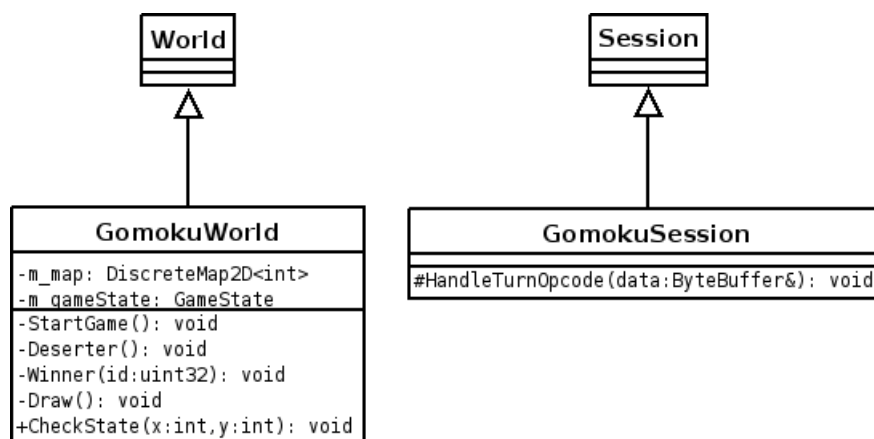 World
GomokuWorld
-m_map: DiscreteMap2D<int>
-m_gameState: GameState
-StartGame(): void
-Deserter(): void
-Winner(id:uint32): void
-Draw(): void
+CheckState(x:int,y:int): void
Session
GomokuSession
#HandleTurnOpcode(data:ByteBuffer&): void